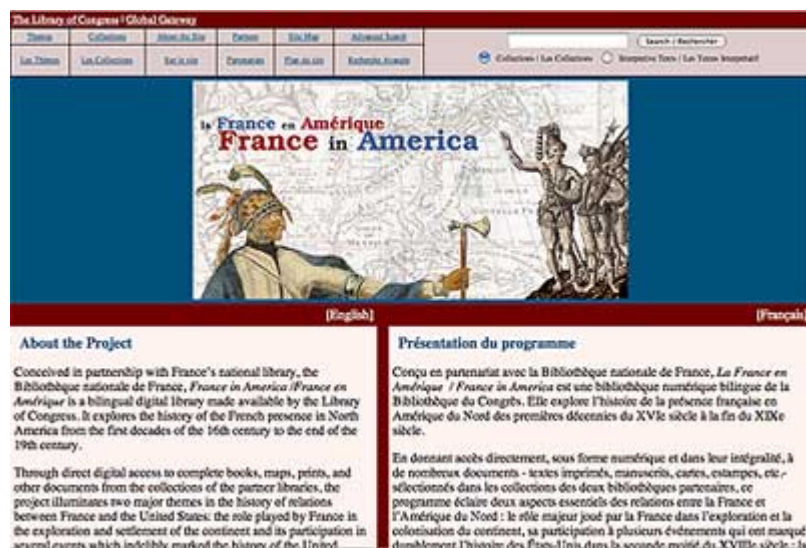 The Library of Congress | Global Gateway
Themes Collections About the Site Partners Site Map Advanced Search
Search / Rechercher
Les Thèmes Les Collections Sur le site Partenaires Plan du site Recherche Avancée
Collections / Les Collections Interpretive Texts / Les Textes Interpretatif
la France en Amérique
France in America
[English]
[Français]
About the Project
Conceived in partnership with France's national library, the
Bibliothèque nationale de France, France in America /France en
Amérique is a bilingual digital library made available by the Library
of Congress. It explores the history of the French presence in North
America from the first decades of the 16th century to the end of the
19th century.
Through direct digital access to complete books, maps, prints, and
other documents from the collections of the partner libraries, the
project illuminates two major themes in the history of relations
between France and the United States: the role played by France in
the exploration and settlement of the continent and its participation in
several events which indelibly marked the history of the United
Présentation du programme
Conçu en partenariat avec la Bibliothèque nationale de France, La France en
Amérique / France in America est une bibliothèque numérique bilingue de la
Bibliothèque du Congrès. Elle explore l'histoire de la présence française en
Amérique du Nord des premières décennies du XVIe siècle à la fin du XIXe
siècle.
En donnant accès directement, sous forme numérique et dans leur intégralité, à
de nombreux documents - textes imprimés, manuscrits, cartes, estampes, etc.-
sélectionnés dans les collections des deux bibliothèques partenaires, ce
programme éclaire deux aspects essentiels des relations entre la France et
l'Amérique du Nord : le rôle majeur joué par la France dans l'exploration et la
colonisation du continent, sa participation à plusieurs événements qui ont marqué
durablement l'histoire des États-Unis dans la seconde moitié du XVIIIe siècle : la